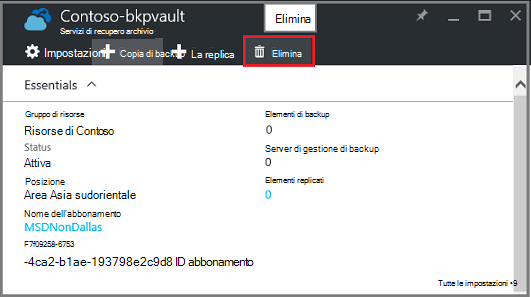 Contoso-bkpvault
Servizi di recupero archivio
Elimina
Impostazioni Copia di backup La replica Elimina
Essentials
Gruppo di risorse
Risorse di Contoso
Status
Attiva
Posizione
Area Asia sudorientale
Nome dell'abbonamento
MSDNonDallas
F7f09258-6753
-4ca2-b1ae-193798e2c9d8 ID abbonamento
Elementi di backup
0
Server di gestione di backup
0
Elementi replicati
0
Tutte le impostazioni •9